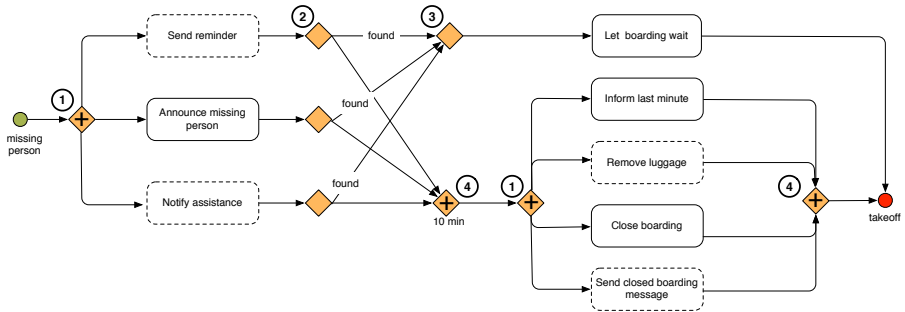 1
2
3
Send reminder
found
Let boarding wait
missing
person
Announce missing
person
found
Inform last minute
Notify assistance
found
4
10 min
1
Remove luggage
4
Close boarding
takeoff
Send closed boarding
message